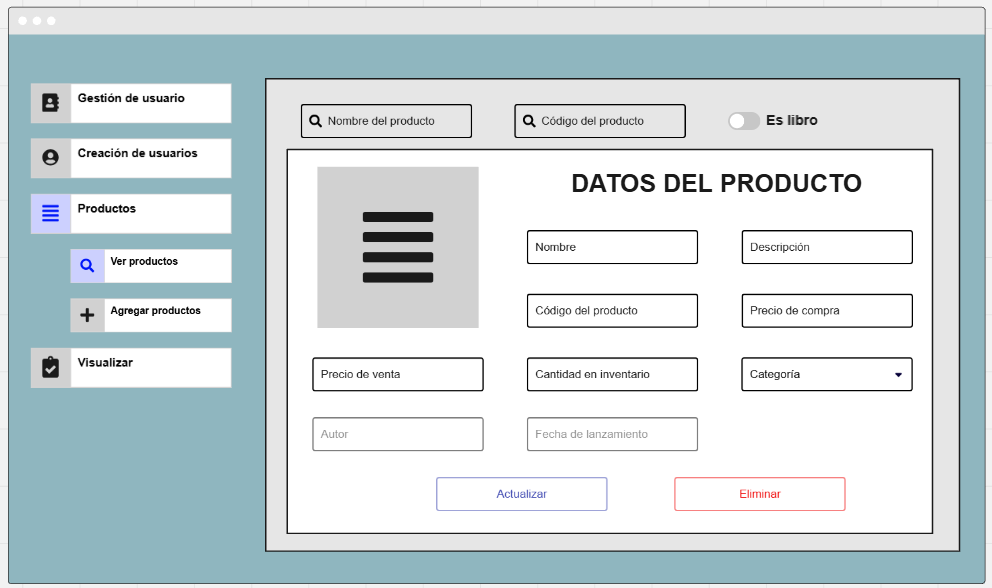 Gestión de usuario
Creación de usuarios
Productos
Ver productos
Agregar productos
Visualizar
Nombre del producto
Código del producto
Es libro
DATOS DEL PRODUCTO
Nombre
Descripción
Código del producto
Precio de compra
Precio de venta
Cantidad en inventario
Categoría
Autor
Fecha de lanzamiento
Actualizar
Eliminar